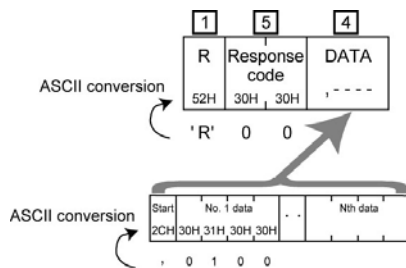 1 5 4
R Response code DATA
ASCII conversion 52H 30H 30H , - - - -
'R' 0 0
Start No. 1 data . . Nth data
ASCII conversion 2CH 30H 31H 30H 30H
, 0 1 0 0